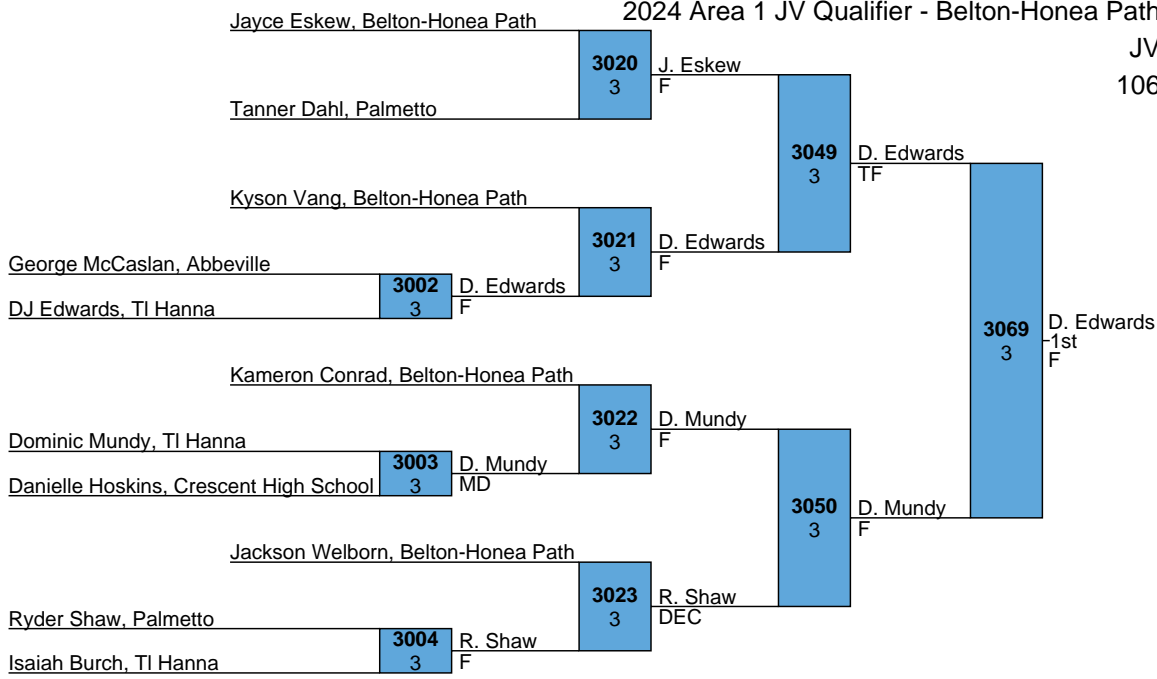 2024 Area 1 JV Qualifier - Belton-Honea Path
JV
106
Jayce Eskew, Belton-Honea Path
3020
3
J. Eskew
F
Tanner Dahl, Palmetto
3049
3
D. Edwards
TF
Kyson Vang, Belton-Honea Path
3021
3
D. Edwards
F
George McCaslan, Abbeville
3002
3
D. Edwards
F
DJ Edwards, Tl Hanna
3069
3
D. Edwards
1st
F
Kameron Conrad, Belton-Honea Path
3022
3
D. Mundy
F
Dominic Mundy, Tl Hanna
3003
3
D. Mundy
MD
Danielle Hoskins, Crescent High School
3050
3
D. Mundy
F
Jackson Welborn, Belton-Honea Path
3023
3
R. Shaw
DEC
Ryder Shaw, Palmetto
3004
3
R. Shaw
F
Isaiah Burch, Tl Hanna